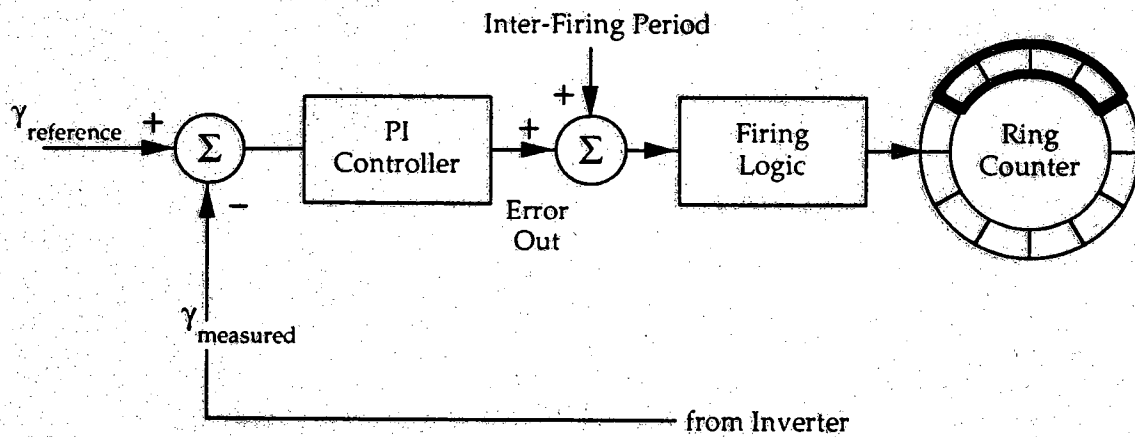 Inter-Firing Period
γreference
+
Σ
−
PI
Controller
+
+
Σ
Error
Out
Firing
Logic
Ring
Counter
γmeasured
from Inverter